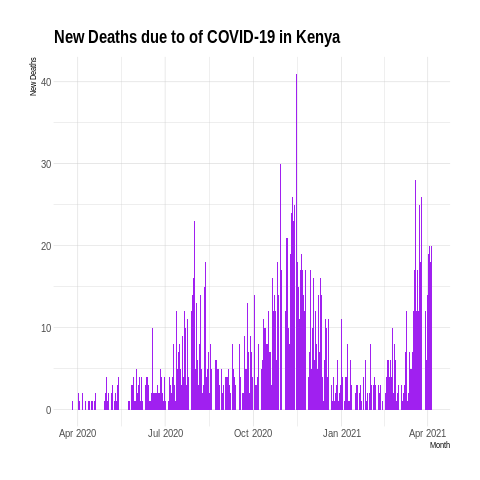 New Deaths due to of COVID-19 in Kenya
New Deaths
40
30
20
10
0
Apr 2020 Jul 2020 Oct 2020 Jan 2021 Apr 2021
Month